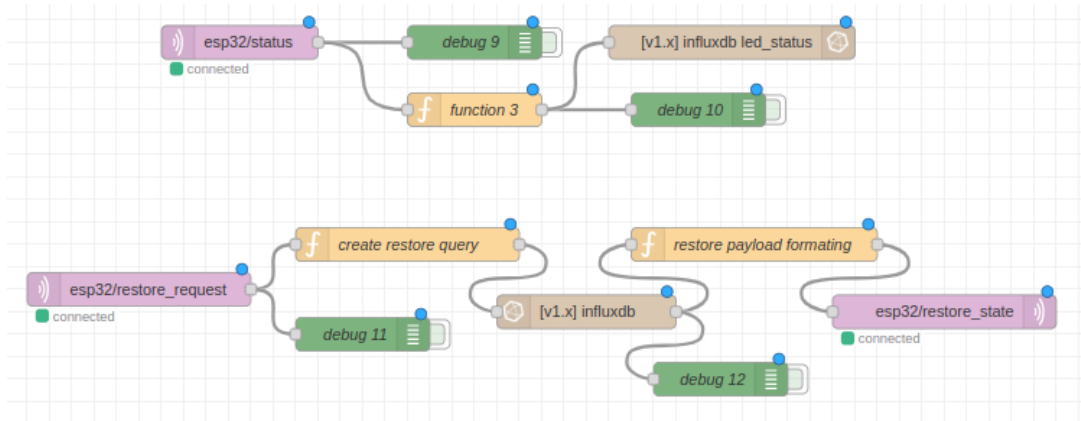 esp32/status
debug 9
[v1.x] influxdb led_status
connected
function 3
debug 10
create restore query
restore payload formating
esp32/restore_request
connected
[v1.x] influxdb
esp32/restore_state
debug 11
connected
debug 12